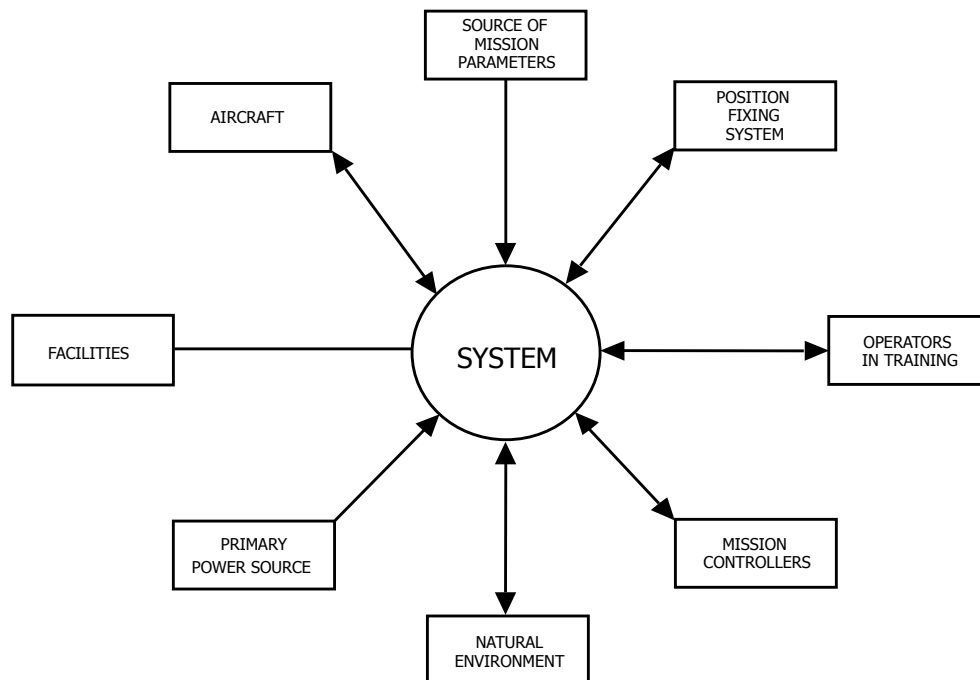 SOURCE OF
MISSION
PARAMETERS
AIRCRAFT
POSITION
FIXING
SYSTEM
FACILITIES
SYSTEM
OPERATORS
IN TRAINING
PRIMARY
POWER SOURCE
MISSION
CONTROLLERS
NATURAL
ENVIRONMENT